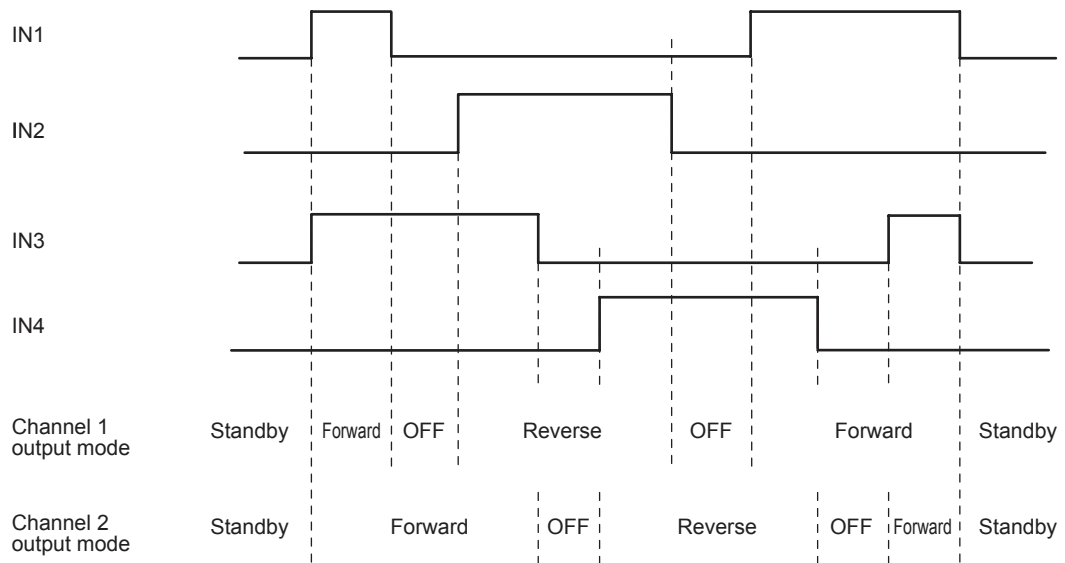 IN1
IN2
IN3
IN4
Channel 1
output mode
Standby Forward OFF Reverse OFF Forward Standby
Channel 2
output mode
Standby Forward OFF Reverse OFF Forward Standby